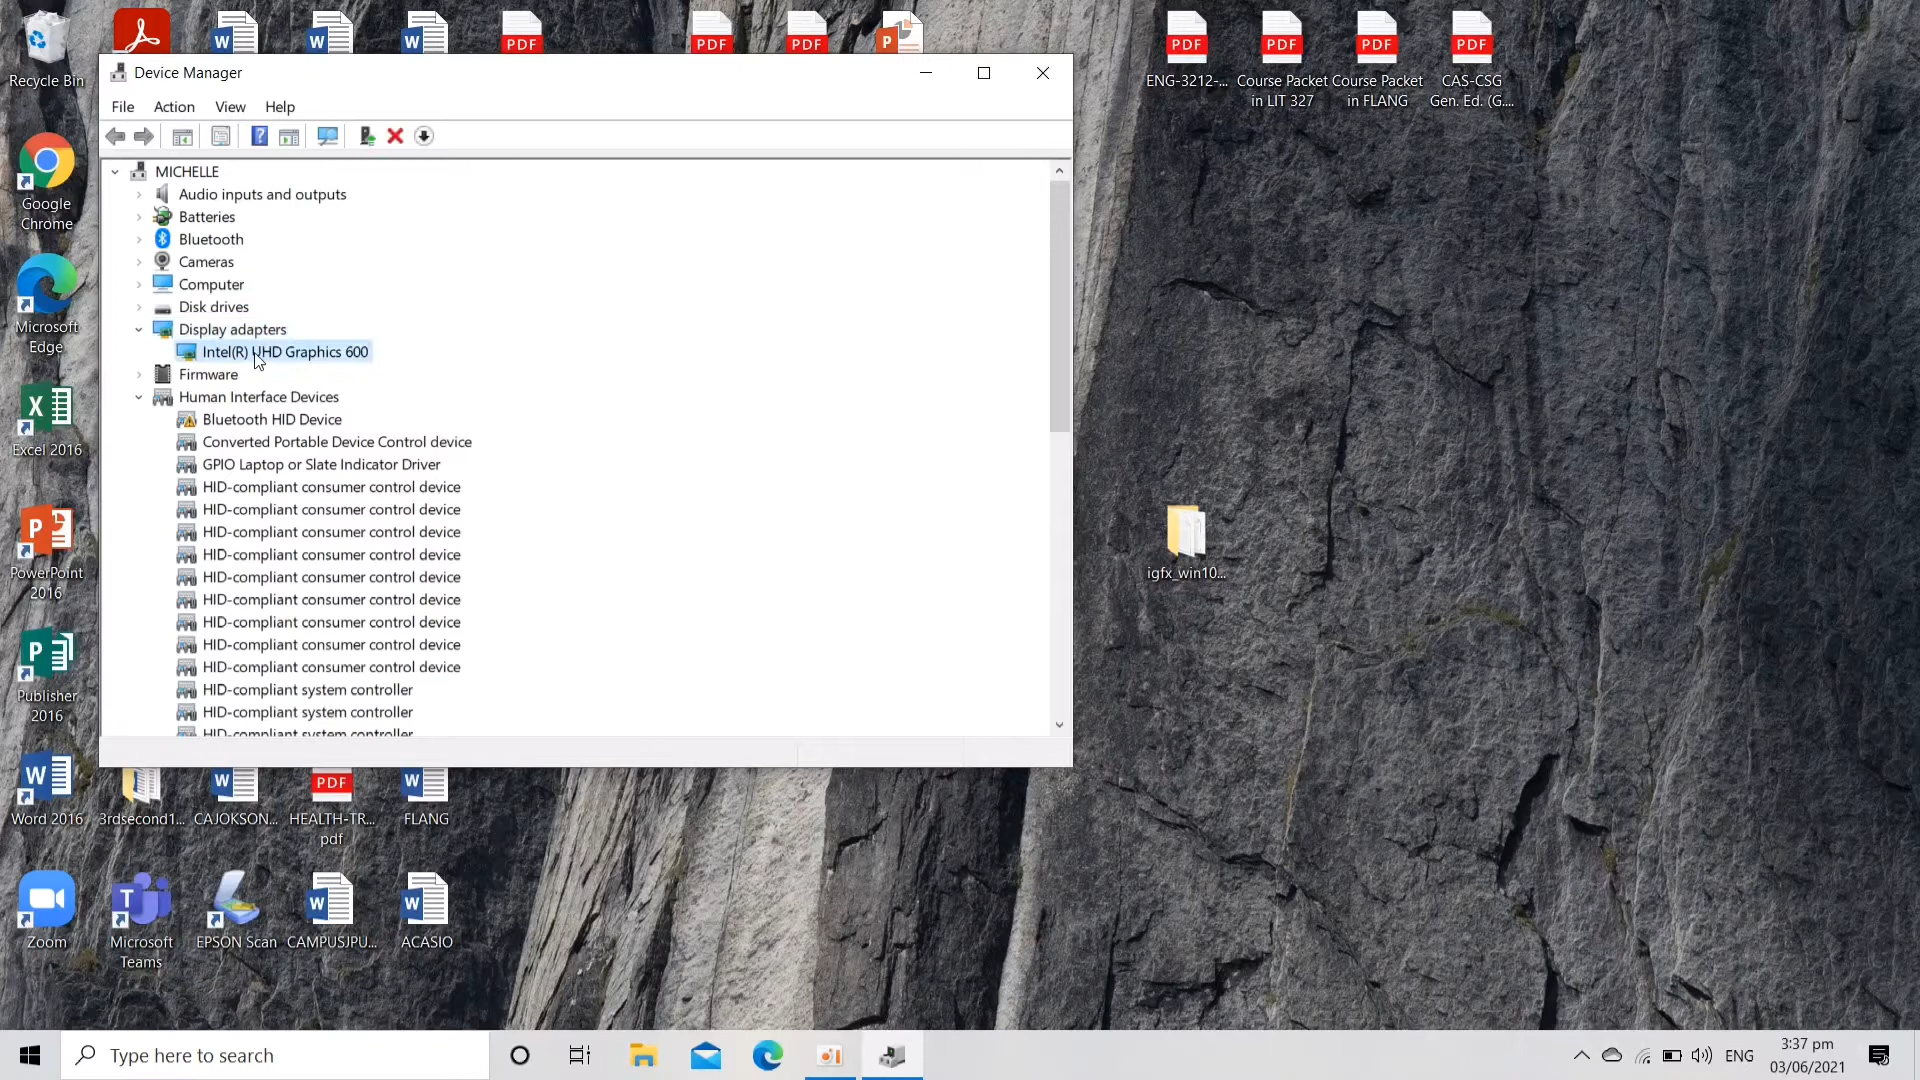 Recycle Bin
Google
Chrome
Microsoft
Edge
Excel 2016
PowerPoint
2016
Publisher
2016
Word 2016
Zoom
Microsoft
Teams
EPSON Scan
CAMPUSJPU...
ACASIO
3rdsecond1...
CAJOKSON...
HEALTH-TR...
pdf
FLANG
PDF
PDF
PDF
PDF
PDF
PDF
PDF
PDF
ENG-3212-...
Course Packet
in LIT 327
Course Packet
in FLANG
CAS-CSG
Gen. Ed. (G....
igfx_win10...
Device Manager
File Action View Help
MICHELLE
Audio inputs and outputs
Batteries
Bluetooth
Cameras
Computer
Disk drives
Display adapters
Intel(R) UHD Graphics 600
Firmware
Human Interface Devices
Bluetooth HID Device
Converted Portable Device Control device
GPIO Laptop or Slate Indicator Driver
HID-compliant consumer control device
HID-compliant consumer control device
HID-compliant consumer control device
HID-compliant consumer control device
HID-compliant consumer control device
HID-compliant consumer control device
HID-compliant consumer control device
HID-compliant consumer control device
HID-compliant consumer control device
HID-compliant system controller
HID-compliant system controller
HID-compliant system controller
Type here to search
ENG
3:37 pm
03/06/2021